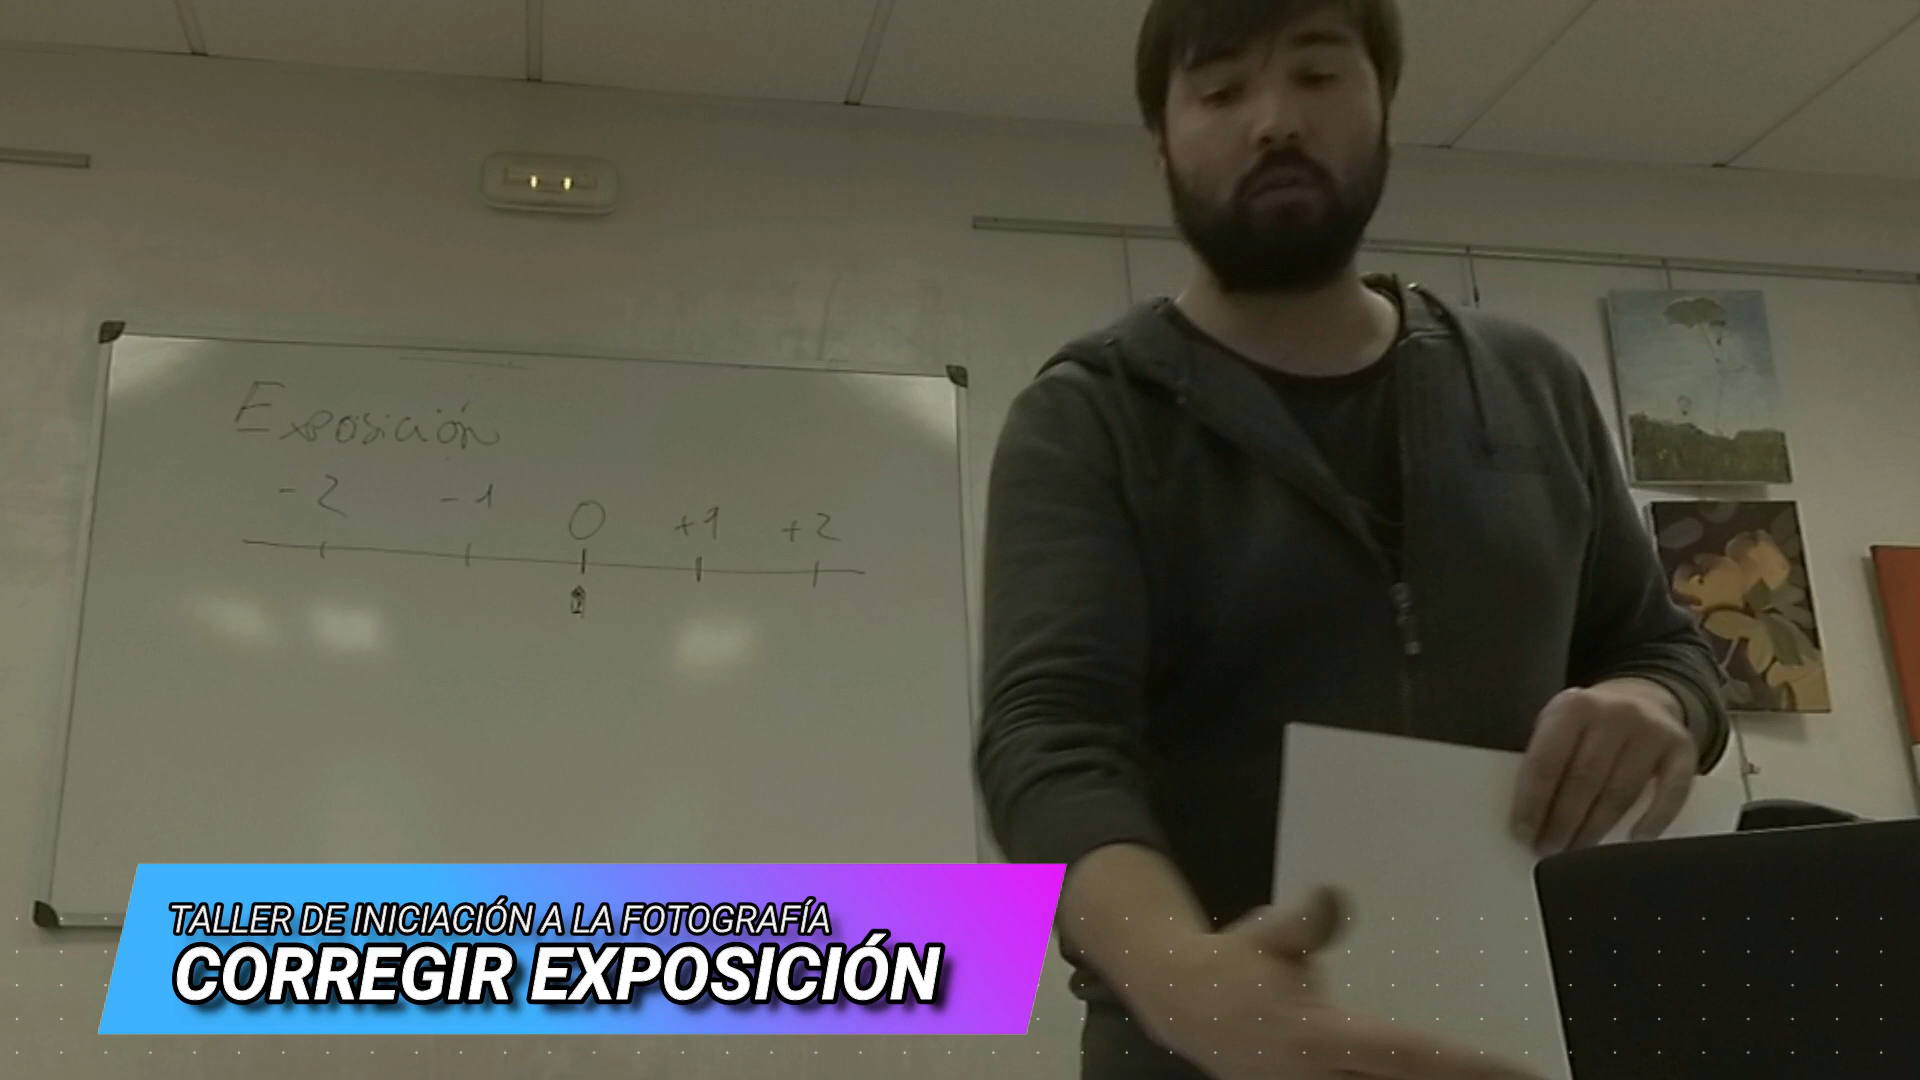 Exposición
-2 -1 0 +1 +2
TALLER DE INICIACIÓN A LA FOTOGRAFÍA
CORREGIR EXPOSICIÓN